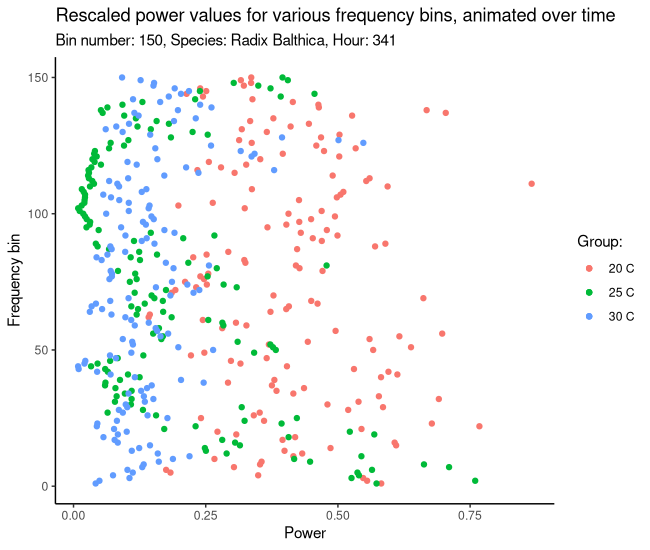 Rescaled power values for various frequency bins, animated over time
Bin number: 150, Species: Radix Balthica, Hour: 341
150
100
50
0
Frequency bin
0.00 0.25 0.50 0.75
Power
Group:
20 C
25 C
30 C